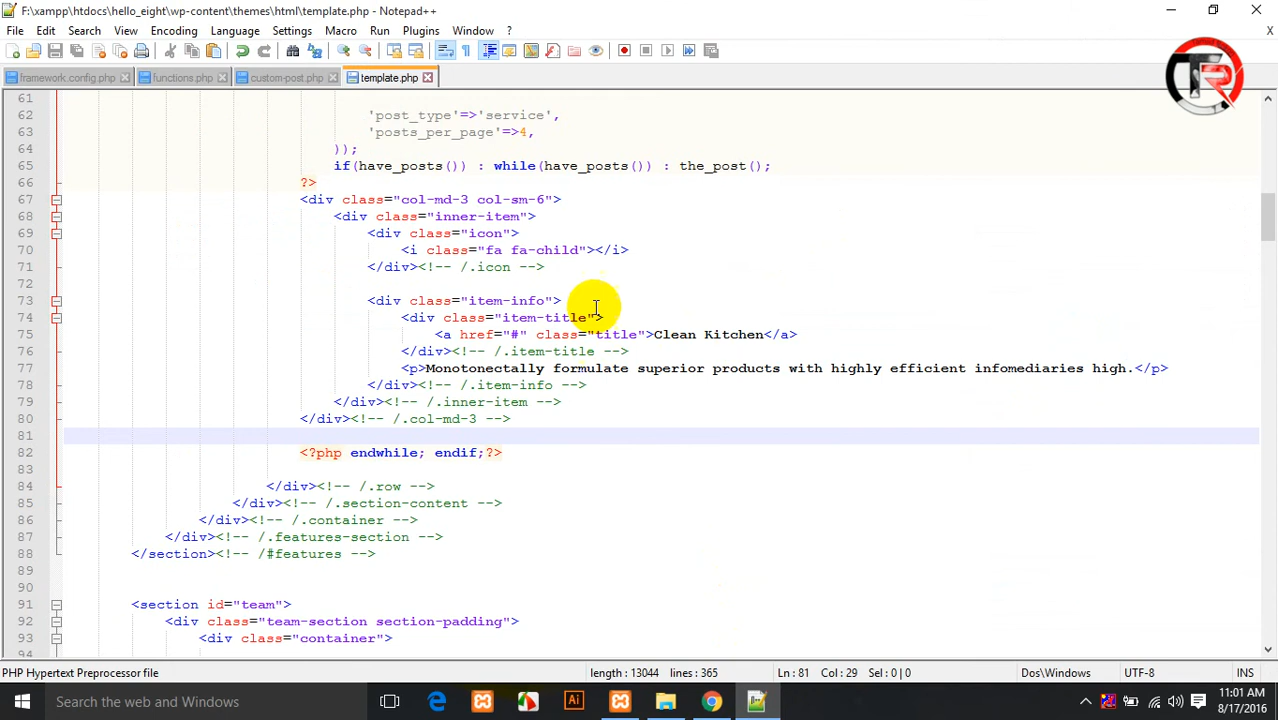 F:\xampp\htdocs\hello_eight\wp-content\themes\html\template.php - Notepad++
File Edit Search View Encoding Language Settings Macro Run Plugins Window ? X
framework.config.php functions.php custom-post.php template.php
61
62 'post_type'=>'service',
63 'posts_per_page'=>4,
64 ));
65 if(have_posts()) : while(have_posts()) : the_post();
66 ?>
67 <div class="col-md-3 col-sm-6">
68 <div class="inner-item">
69 <div class="icon">
70 <i class="fa fa-child"></i>
71 </div><!-- /.icon -->
72
73 <div class="item-info">
74 <div class="item-title">
75 <a href="#" class="title">Clean Kitchen</a>
76 </div><!-- /.item-title -->
77 <p>Monotonectally formulate superior products with highly efficient infomediaries high.</p>
78 </div><!-- /.item-info -->
79 </div><!-- /.inner-item -->
80 </div><!-- /.col-md-3 -->
81
82 <?php endwhile; endif;?>
83
84 </div><!-- /.row -->
85 </div><!-- /.section-content -->
86 </div><!-- /.container -->
87 </div><!-- /.features-section -->
88 </section><!-- /#features -->
89
90
91 <section id="team">
92 <div class="team-section section-padding">
93 <div class="container">
94
PHP Hypertext Preprocessor file length : 13044 lines : 365 Ln : 81 Col : 29 Sel : 0 | 0 Dos\Windows UTF-8 INS
Search the web and Windows Ai 11:01 AM
8/17/2016